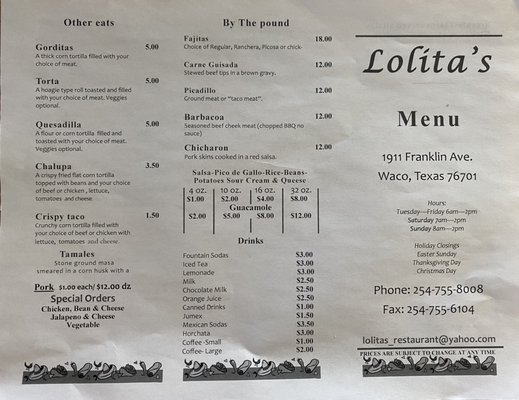 Other eats
Gorditas 5.00
A thick corn tortilla filled with your
choice of meat.
Torta 5.00
A hoagie type roll toasted and filled
with your choice of meat. Veggies
optional.
Quesadilla 5.00
A flour or corn tortilla filled and
toasted with your choice of meat.
Veggies optional.
Chalupa 3.50
A crispy fried flat corn tortilla
topped with beans and your choice
of beef or chicken, lettuce,
tomatoes and cheese
Crispy taco 1.50
Crunchy corn tortilla filled with
your choice of beef or chicken with
lettuce, tomatoes and cheese
Tamales
Stone ground masa
smeared in a corn husk with a
Pork $1.00 each/ $12.00 dz
Special Orders
Chicken, Bean & Cheese
Jalapeño & Cheese
Vegetable
By The pound
Fajitas 18.00
Choice of Regular, Ranchera, Picosa or chick-
Carne Guisada 12.00
Stewed beef tips in a brown gravy.
Picadillo 12.00
Ground meat or "taco meat".
Barbacoa 12.00
Seasoned beef cheek meat (chopped BBQ no
sauce)
Chicharon 12.00
Pork skins cooked in a red salsa.
Salsa-Pico de Gallo-Rice-Beans-
Potatoes Sour Cream & Queese
4 oz. 10 oz. 16 oz. 32 oz.
$1.00 $2.00 $4.00 $8.00
Guacamole
$2.00 $5.00 $8.00 $12.00
Drinks
Fountain Sodas $3.00
Iced Tea $3.00
Lemonade $3.00
Milk $2.50
Chocolate Milk $2.50
Orange Juice $2.50
Canned Drinks $1.00
Jumex $1.50
Mexican Sodas $3.50
Horchata $3.00
Coffee -Small $1.00
Coffee- Large $2.00
Lolita's
Menu
1911 Franklin Ave.
Waco, Texas 76701
Hours:
Tuesday—Friday 6am—2pm
Saturday 7am—2pm
Sunday 8am—2pm
Holiday Closings
Easter Sunday
Thanksgiving Day
Christmas Day
Phone: 254-755-8008
Fax: 254-755-6104
lolitas_restaurant@yahoo.com
PRICES ARE SUBJECT TO CHANGE AT ANY TIME